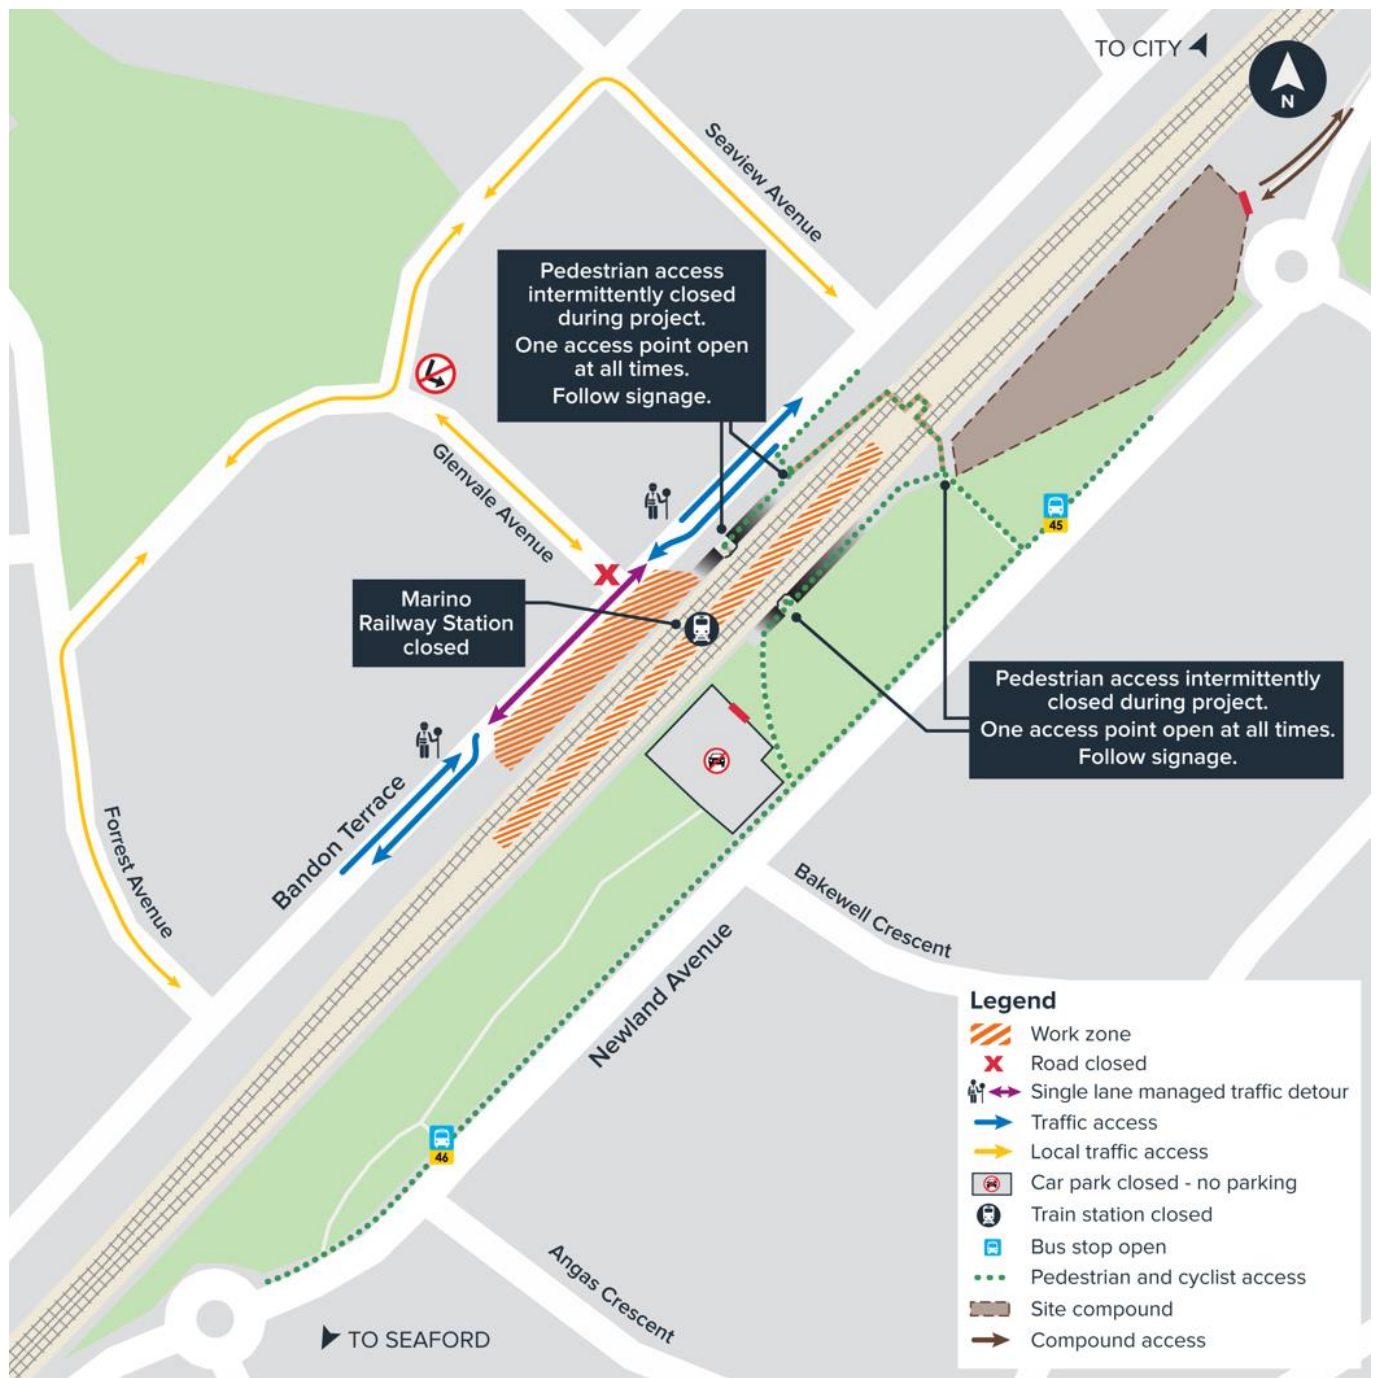 TO CITY
N
Seaview Avenue
Pedestrian access
intermittently closed
during project.
One access point open
at all times.
Follow signage.
Glenvale Avenue
45
Marino
Railway Station
closed
Pedestrian access intermittently
closed during project.
One access point open at all times.
Follow signage.
Forrest Avenue
Bandon Terrace
Bakewell Crescent
Newland Avenue
46
Angas Crescent
TO SEAFORD
Legend
Work zone
Road closed
Single lane managed traffic detour
Traffic access
Local traffic access
Car park closed - no parking
Train station closed
Bus stop open
Pedestrian and cyclist access
Site compound
Compound access